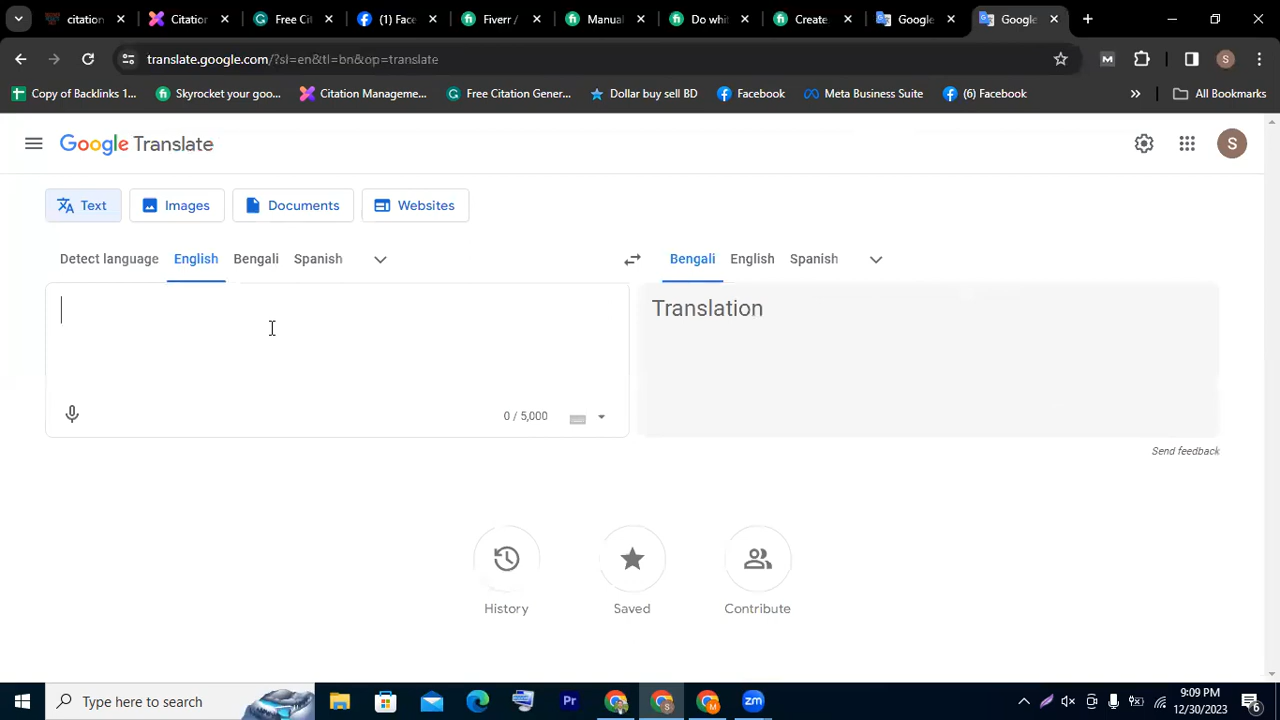 citation
Citation
Free Cit
(1) Face
Fiverr /
Manual
Do whi
Create
Google
Google
translate.google.com/?sl=en&tl=bn&op=translate
Copy of Backlinks 1...
Skyrocket your goo...
Citation Manageme...
Free Citation Gener...
Dollar buy sell BD
Facebook
Meta Business Suite
(6) Facebook
»
All Bookmarks
Google Translate
S
Text
Images
Documents
Websites
Detect language
English
Bengali
Spanish
Bengali
English
Spanish
Translation
0 / 5,000
Send feedback
History
Saved
Contribute
Type here to search
9:09 PM
12/30/2023